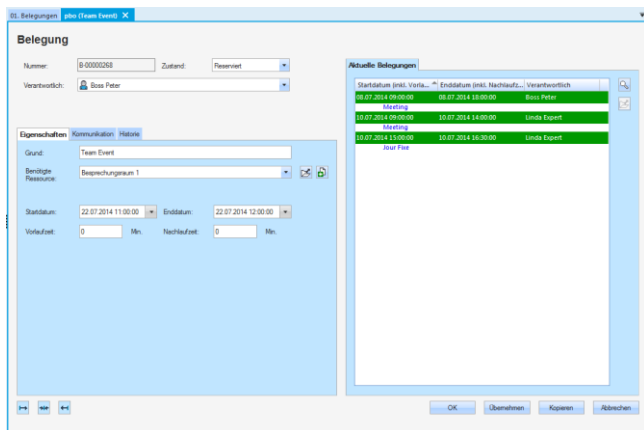 01. Belegungen pbo (Team Event)
Belegung
Nummer: B-00000268 Zustand: Reserviert
Verantwortlich: Boss Peter
Eigenschaften Kommunikation Historie
Grund: Team Event
Benötigte Ressource: Besprechungsraum 1
Startdatum: 22.07.2014 11:00:00 Enddatum: 22.07.2014 12:00:00
Vorlaufzeit: 0 Min. Nachlaufzeit: 0 Min.
Aktuelle Belegungen
Startdatum (inkl. Vorla... Enddatum (inkl. Nachlaufz... Verantwortlich
08.07.2014 09:00:00 08.07.2014 18:00:00 Boss Peter
Meeting
10.07.2014 09:00:00 10.07.2014 14:00:00 Linda Expert
Meeting
10.07.2014 15:00:00 10.07.2014 16:30:00 Linda Expert
Jour Fixe
OK Übernehmen Kopieren Abbrechen